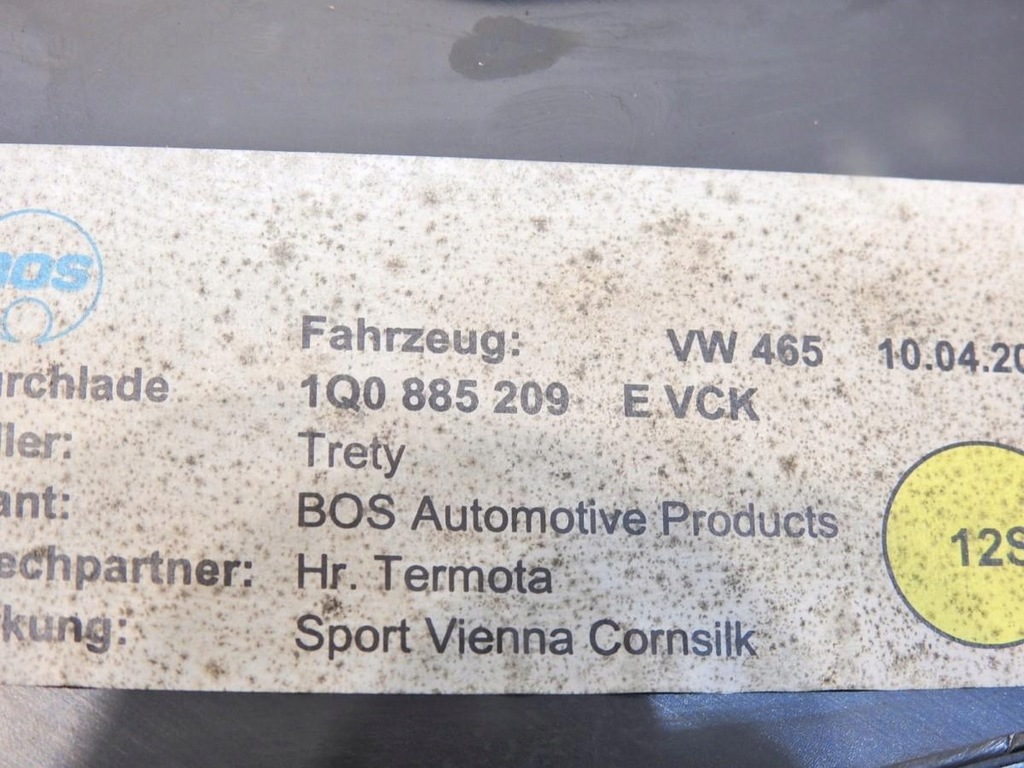 BOS
Fahrzeug: VW 465 10.04.20
urchlade 1Q0 885 209 E VCK
ller: Trety
ant: BOS Automotive Products
echpartner: Hr. Termota
kung: Sport Vienna Cornsilk
12S